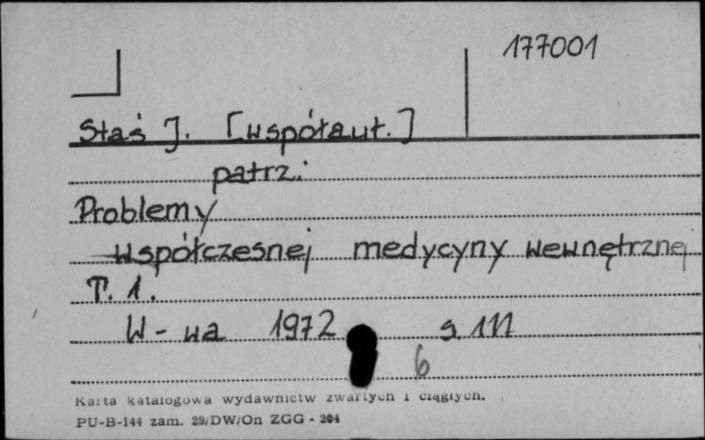 177001
Staś J. [współaut.]
patrz:
Problemy
współczesnej medycyny wewnętrznej
T. 1.
W-wa 1972 s. 111
6
Karta katalogowa wydawnictw zwartych i ciągłych.
PU-B-144 zam. 29/DW/On ZGG - 204